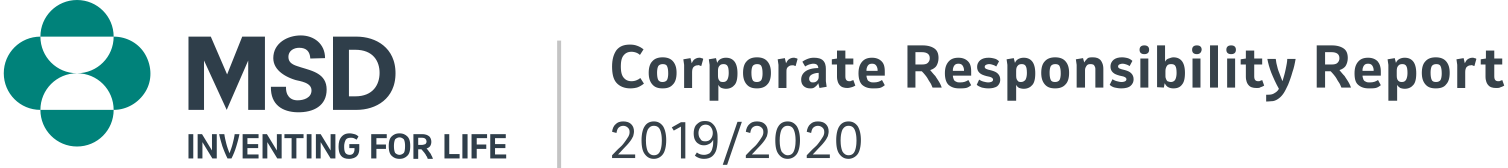 MSD
INVENTING FOR LIFE
Corporate Responsibility Report
2019/2020